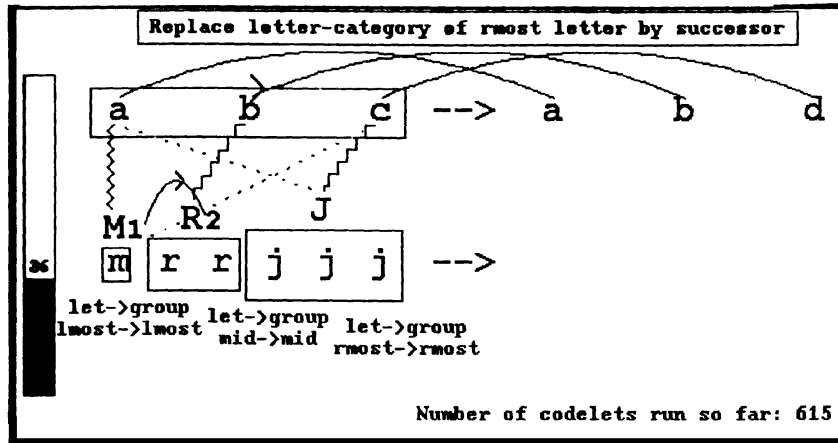 Replace letter-category of rmost letter by successor
a b c --> a b d
M1 R2 J
36 m r r j j j -->
let->group let->group let->group
lmost->lmost mid->mid rmost->rmost
Number of codelets run so far: 615